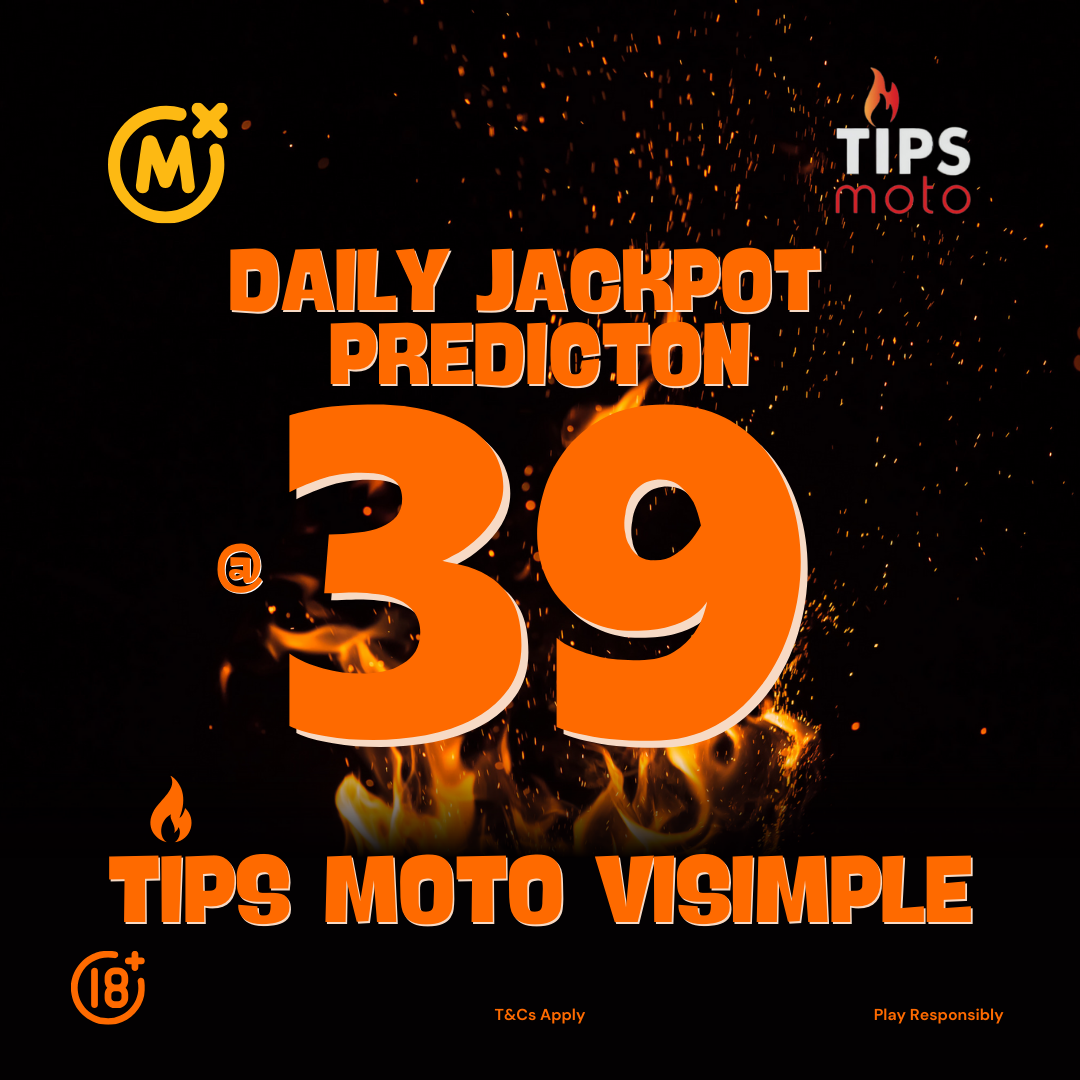 M×
TIPS
moto
DAILY JACKPOT
PREDICTON
@ 39
TIPS MOTO VISIMPLE
18+
T&Cs Apply
Play Responsibly